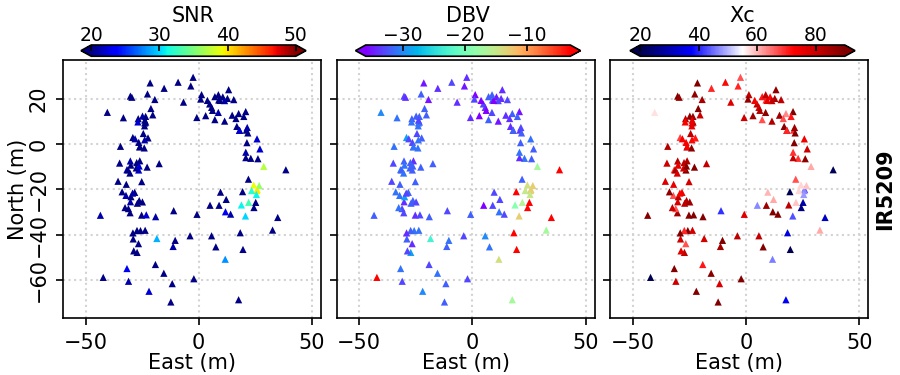 SNR DBV Xc
20 30 40 50 −30 −20 −10 20 40 60 80
20
0
−20
−40
−60
North (m)
−50 0 50 −50 0 50 −50 0 50
East (m) East (m) East (m)
IR5209